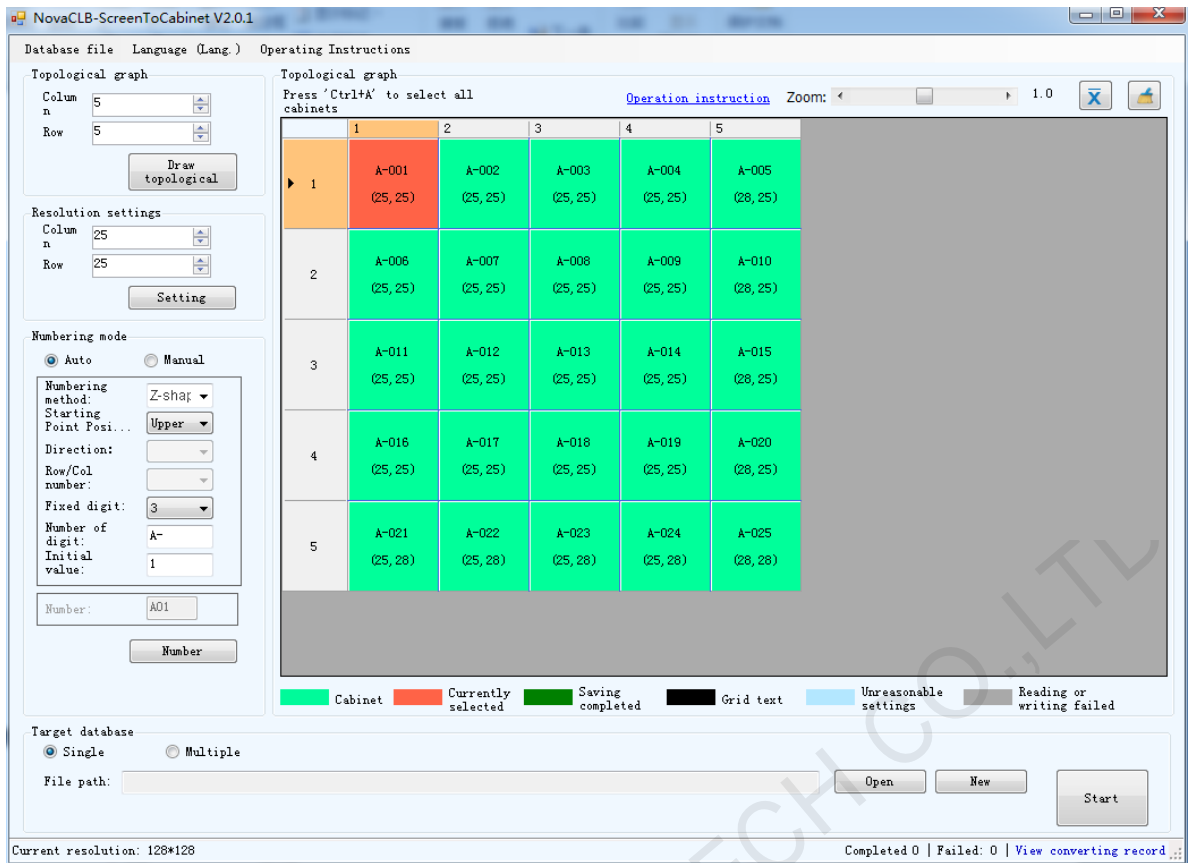 NovaCLB-ScreenToCabinet V2.0.1
Database file Language (Lang.) Operating Instructions
Topological graph
Colum
n
5
Row
5
Draw
topological
Resolution settings
Colum
n
25
Row
25
Setting
Numbering mode
Auto Manual
Numbering
method:
Z-shap
Starting
Point Posi...
Upper
Direction:
Row/Col
number:
Fixed digit:
3
Number of
digit:
A-
Initial
value:
1
Number:
A01
Number
Topological graph
Press 'Ctrl+A' to select all
cabinets
Operation instruction Zoom: 1.0
1 2 3 4 5
1
A-001 A-002 A-003 A-004 A-005
(25, 25) (25, 25) (25, 25) (25, 25) (28, 25)
2
A-006 A-007 A-008 A-009 A-010
(25, 25) (25, 25) (25, 25) (25, 25) (28, 25)
3
A-011 A-012 A-013 A-014 A-015
(25, 25) (25, 25) (25, 25) (25, 25) (28, 25)
4
A-016 A-017 A-018 A-019 A-020
(25, 25) (25, 25) (25, 25) (25, 25) (28, 25)
5
A-021 A-022 A-023 A-024 A-025
(25, 28) (25, 28) (25, 28) (25, 28) (28, 28)
Cabinet
Currently
selected
Saving
completed
Grid text
Unreasonable
settings
Reading or
writing failed
Target database
Single Multiple
File path:
Open New
Start
Current resolution: 128*128
Completed 0 | Failed: 0 | View converting record
ECH CO.,LTD